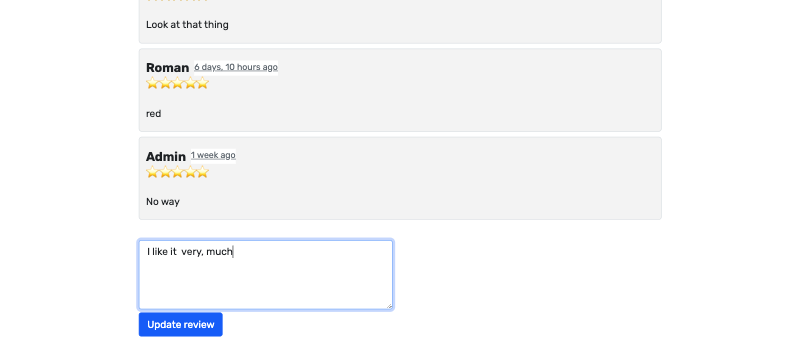 Look at that thing
Roman 6 days, 10 hours ago
red
Admin 1 week ago
No way
I like it  very, much
Update review